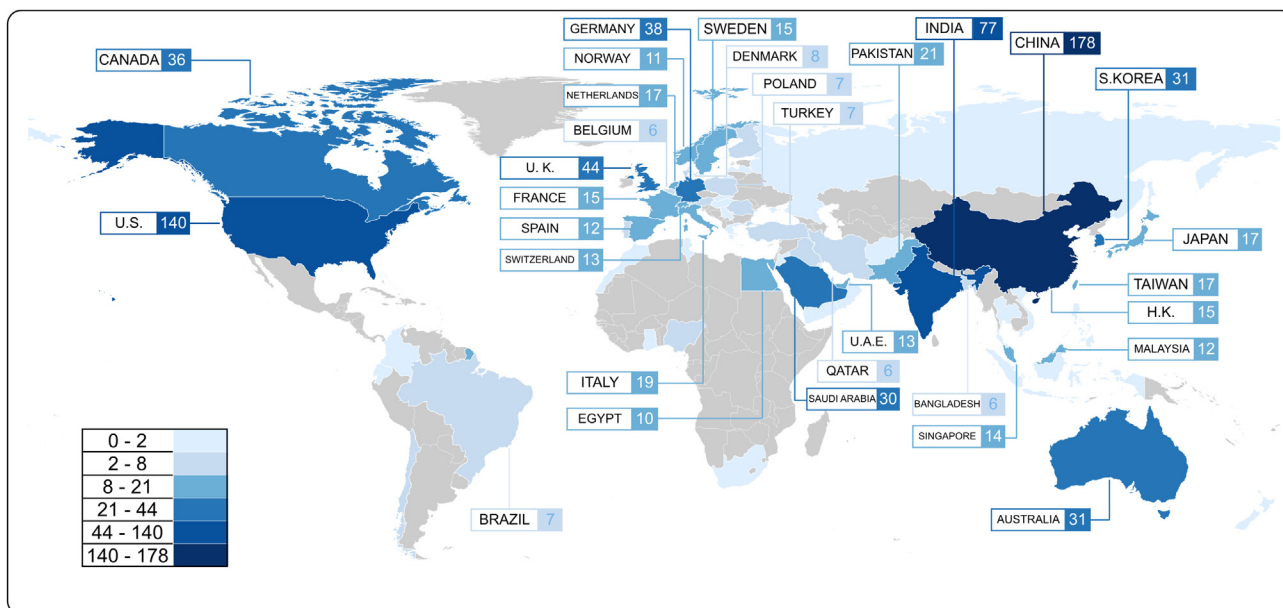 GERMANY 38
SWEDEN 15
INDIA 77
CHINA 178
CANADA 36
NORWAY 11
DENMARK 8
PAKISTAN 21
S.KOREA 31
NETHERLANDS 17
POLAND 7
BELGIUM 6
TURKEY 7
U. K. 44
FRANCE 15
U.S. 140
SPAIN 12
JAPAN 17
SWITZERLAND 13
TAIWAN 17
H.K. 15
U.A.E. 13
MALAYSIA 12
QATAR 6
ITALY 19
SAUDI ARABIA 30
BANGLADESH 6
EGYPT 10
SINGAPORE 14
0 - 2
2 - 8
8 - 21
21 - 44
44 - 140
140 - 178
BRAZIL 7
AUSTRALIA 31